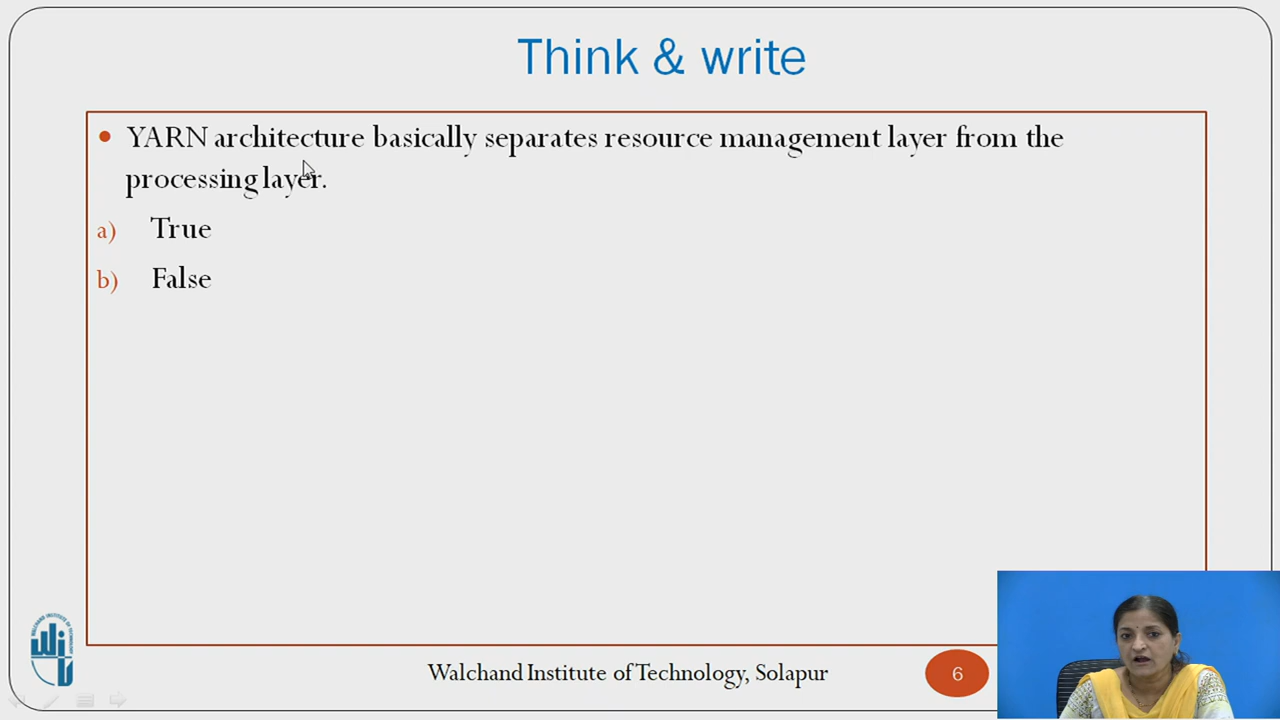 Think & write
• YARN architecture basically separates resource management layer from the
processing layer.
a) True
b) False
Walchand Institute of Technology, Solapur
6